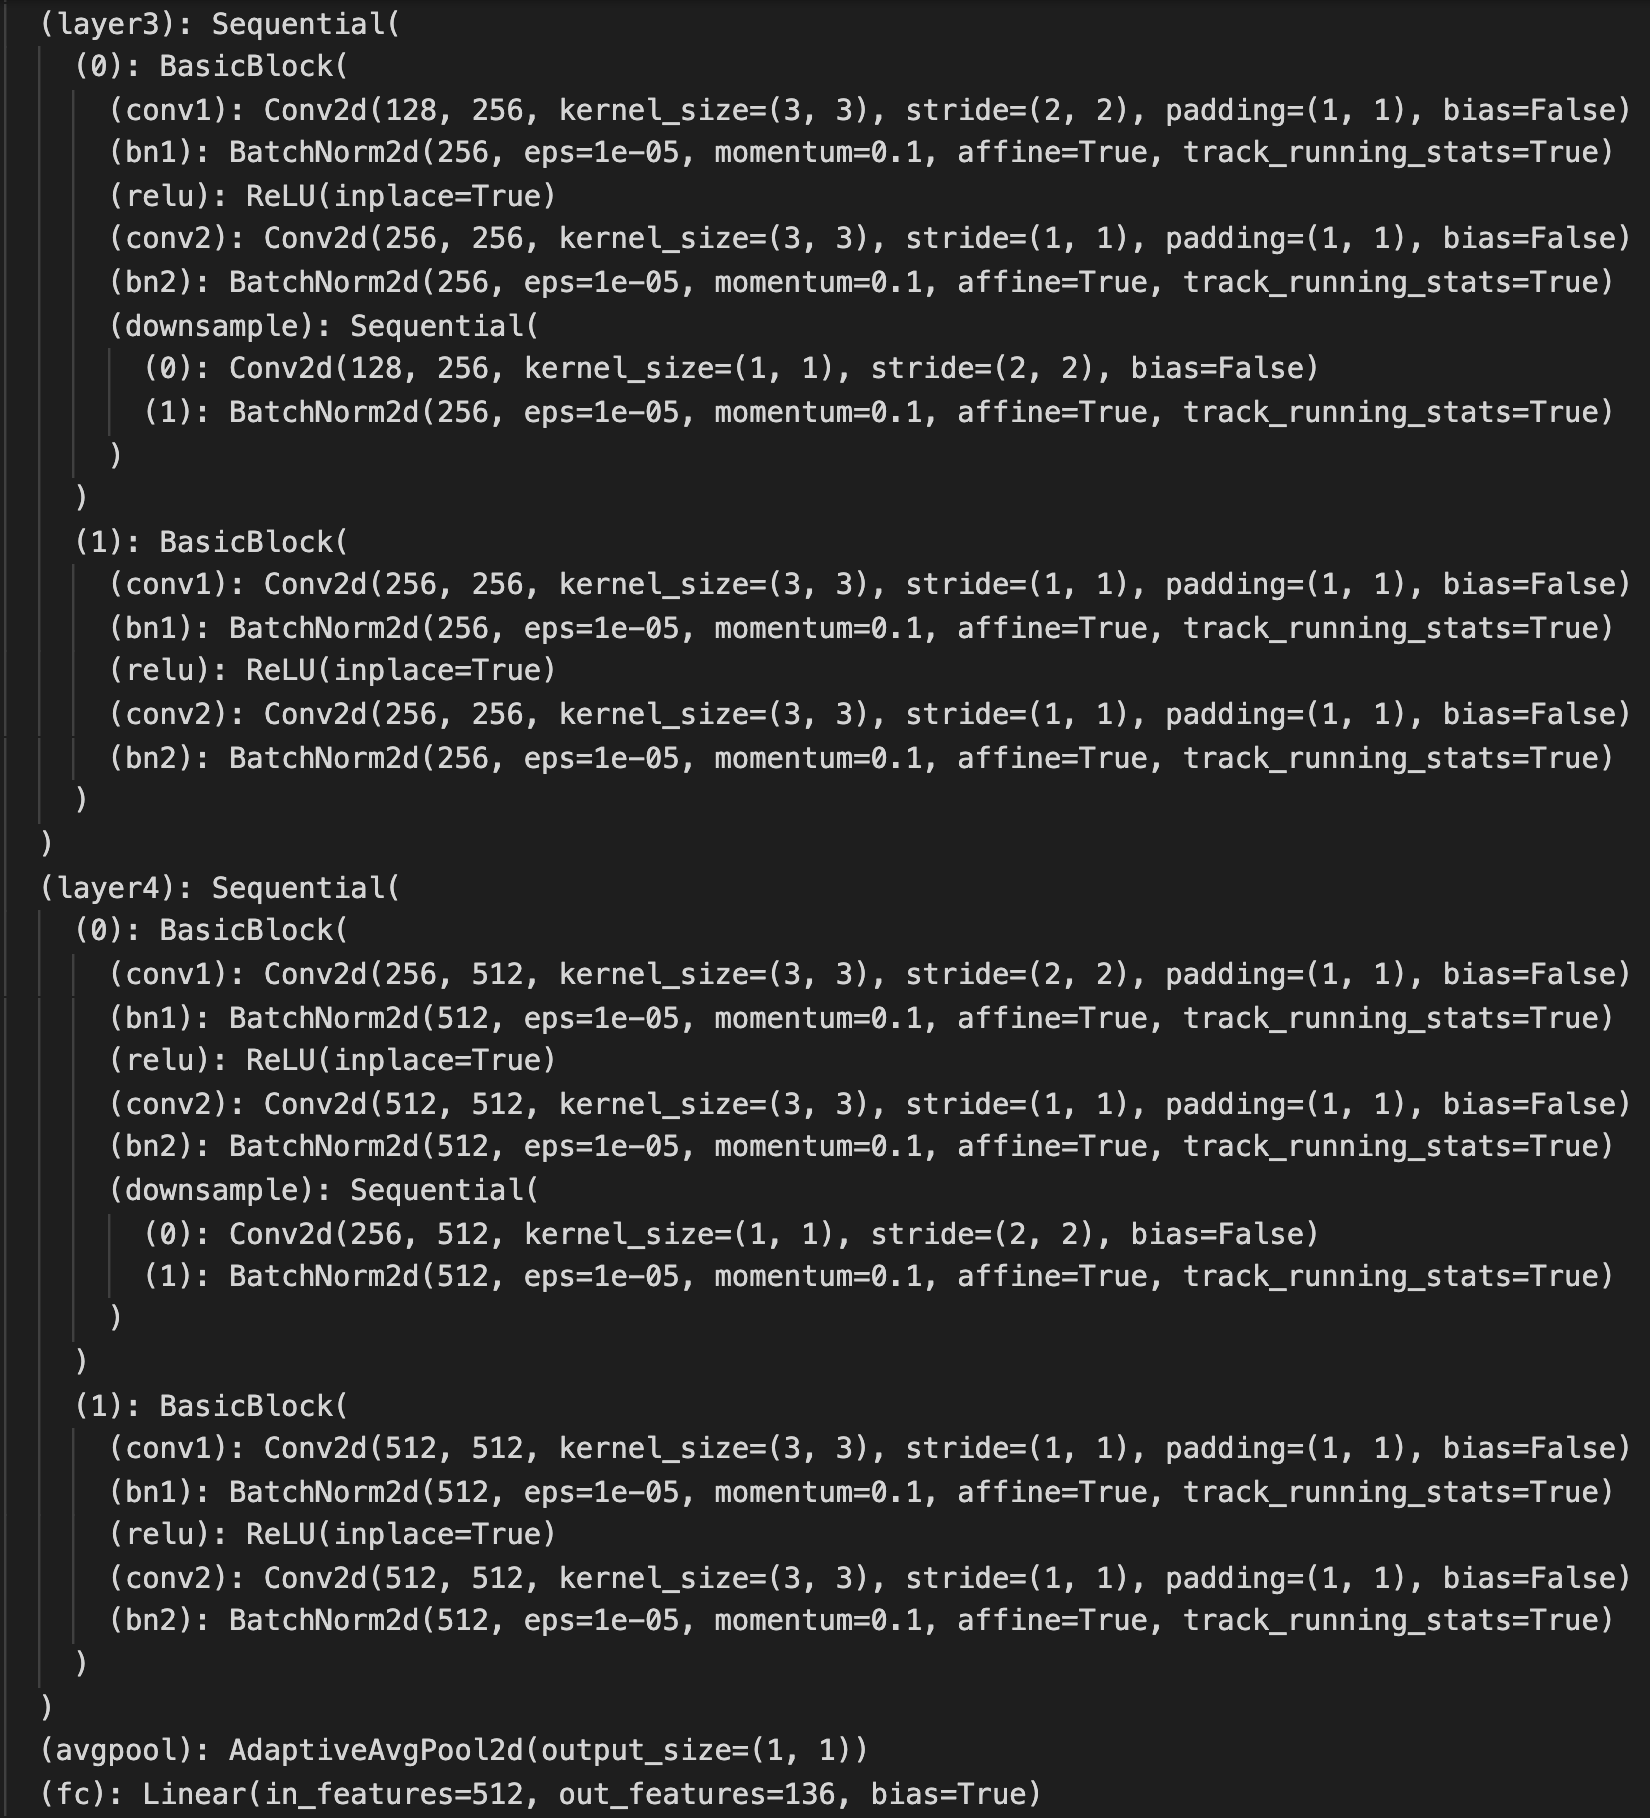 (layer3): Sequential(
(0): BasicBlock(
(conv1): Conv2d(128, 256, kernel_size=(3, 3), stride=(2, 2), padding=(1, 1), bias=False)
(bn1): BatchNorm2d(256, eps=1e-05, momentum=0.1, affine=True, track_running_stats=True)
(relu): ReLU(inplace=True)
(conv2): Conv2d(256, 256, kernel_size=(3, 3), stride=(1, 1), padding=(1, 1), bias=False)
(bn2): BatchNorm2d(256, eps=1e-05, momentum=0.1, affine=True, track_running_stats=True)
(downsample): Sequential(
(0): Conv2d(128, 256, kernel_size=(1, 1), stride=(2, 2), bias=False)
(1): BatchNorm2d(256, eps=1e-05, momentum=0.1, affine=True, track_running_stats=True)
)
)
(1): BasicBlock(
(conv1): Conv2d(256, 256, kernel_size=(3, 3), stride=(1, 1), padding=(1, 1), bias=False)
(bn1): BatchNorm2d(256, eps=1e-05, momentum=0.1, affine=True, track_running_stats=True)
(relu): ReLU(inplace=True)
(conv2): Conv2d(256, 256, kernel_size=(3, 3), stride=(1, 1), padding=(1, 1), bias=False)
(bn2): BatchNorm2d(256, eps=1e-05, momentum=0.1, affine=True, track_running_stats=True)
)
)
(layer4): Sequential(
(0): BasicBlock(
(conv1): Conv2d(256, 512, kernel_size=(3, 3), stride=(2, 2), padding=(1, 1), bias=False)
(bn1): BatchNorm2d(512, eps=1e-05, momentum=0.1, affine=True, track_running_stats=True)
(relu): ReLU(inplace=True)
(conv2): Conv2d(512, 512, kernel_size=(3, 3), stride=(1, 1), padding=(1, 1), bias=False)
(bn2): BatchNorm2d(512, eps=1e-05, momentum=0.1, affine=True, track_running_stats=True)
(downsample): Sequential(
(0): Conv2d(256, 512, kernel_size=(1, 1), stride=(2, 2), bias=False)
(1): BatchNorm2d(512, eps=1e-05, momentum=0.1, affine=True, track_running_stats=True)
)
)
(1): BasicBlock(
(conv1): Conv2d(512, 512, kernel_size=(3, 3), stride=(1, 1), padding=(1, 1), bias=False)
(bn1): BatchNorm2d(512, eps=1e-05, momentum=0.1, affine=True, track_running_stats=True)
(relu): ReLU(inplace=True)
(conv2): Conv2d(512, 512, kernel_size=(3, 3), stride=(1, 1), padding=(1, 1), bias=False)
(bn2): BatchNorm2d(512, eps=1e-05, momentum=0.1, affine=True, track_running_stats=True)
)
)
(avgpool): AdaptiveAvgPool2d(output_size=(1, 1))
(fc): Linear(in_features=512, out_features=136, bias=True)